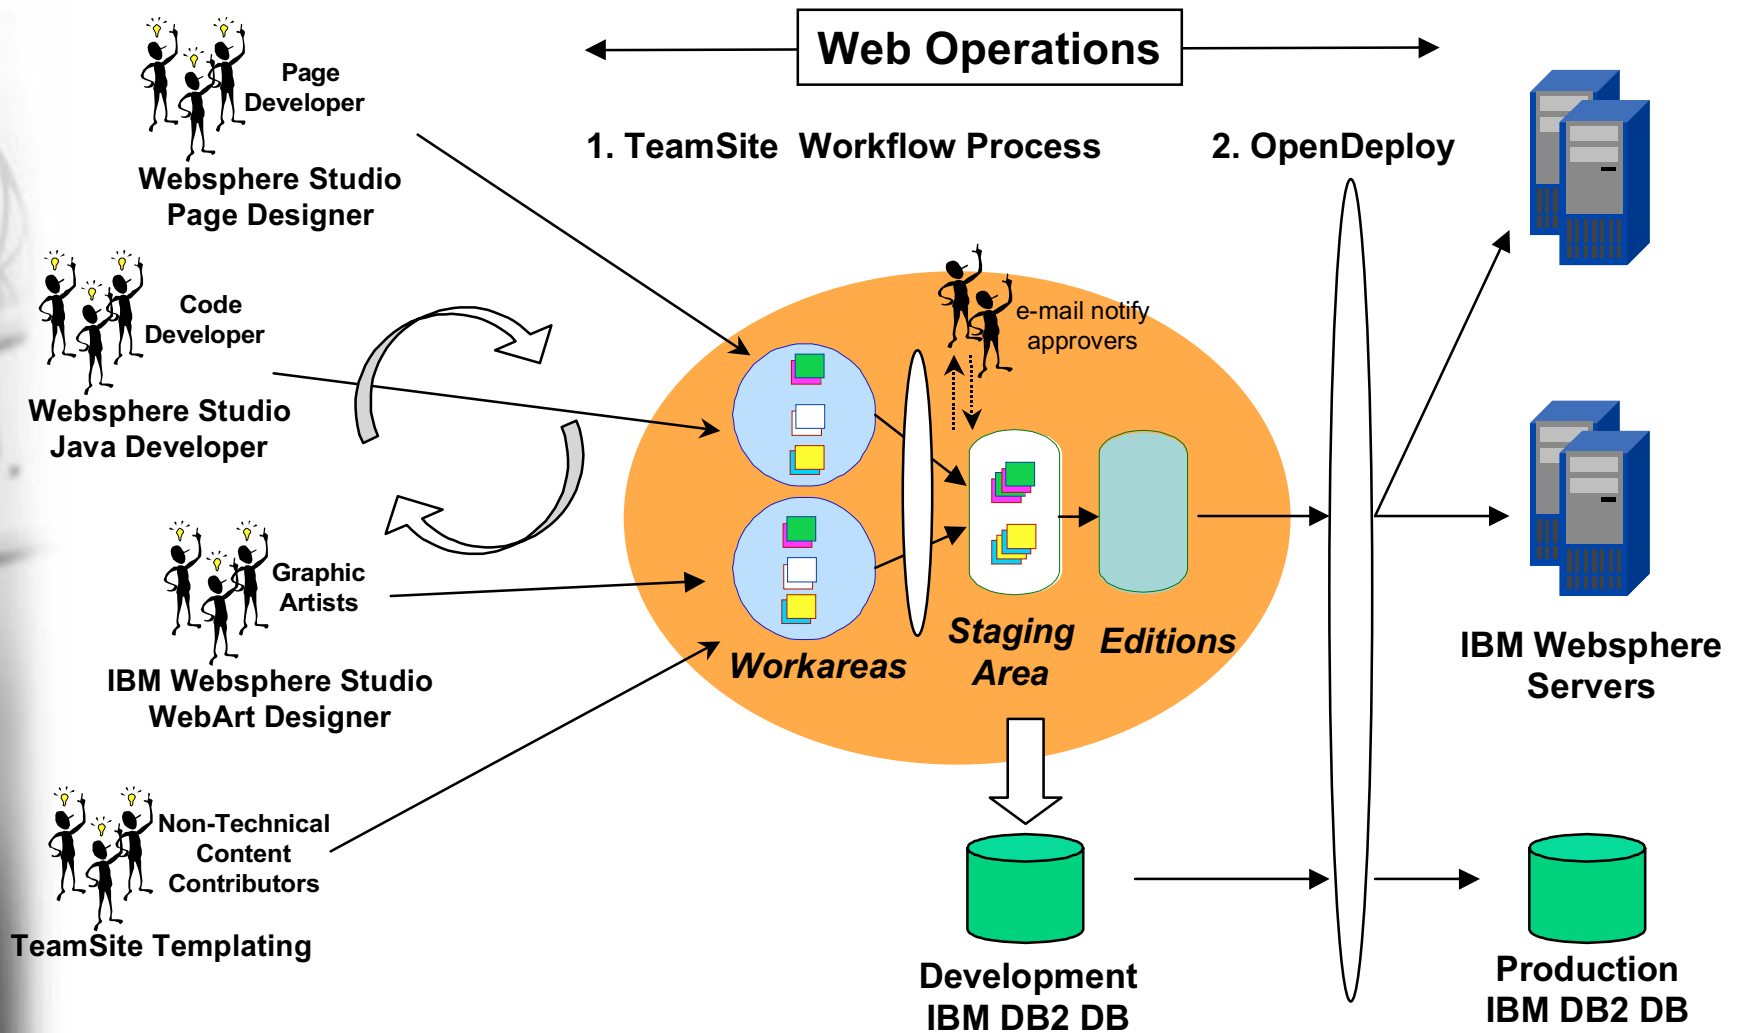 Web Operations
Page
Developer
1. TeamSite Workflow Process
2. OpenDeploy
Websphere Studio
Page Designer
Code
Developer
e-mail notify
approvers
Websphere Studio
Java Developer
Graphic
Artists
Workareas
Staging
Area
Editions
IBM Websphere
Servers
IBM Websphere Studio
WebArt Designer
Non-Technical
Content
Contributors
TeamSite Templating
Development
IBM DB2 DB
Production
IBM DB2 DB